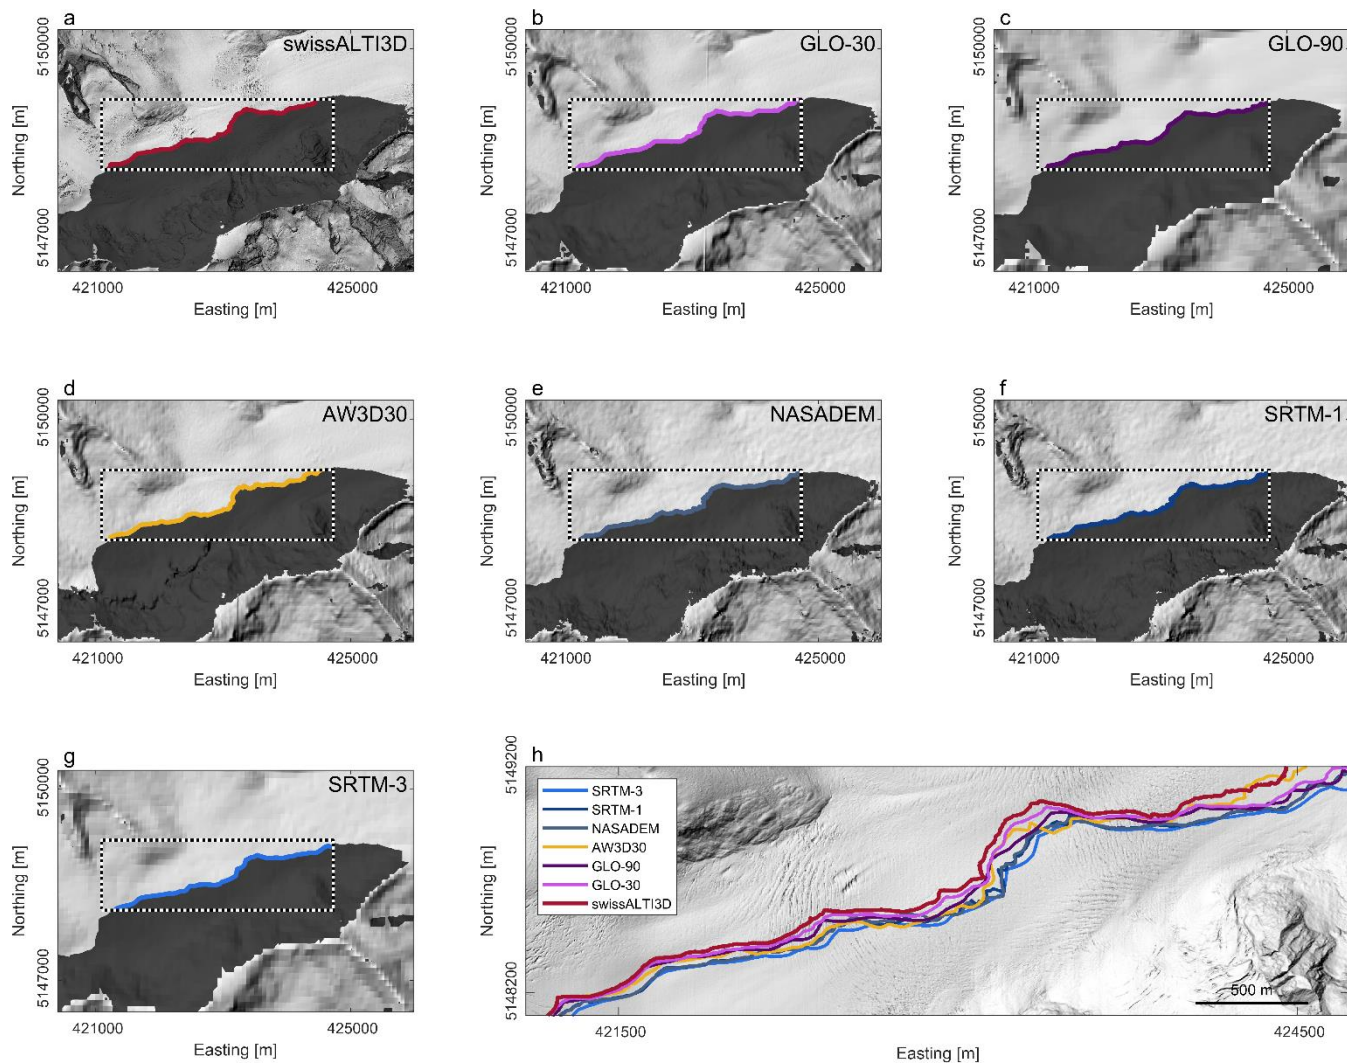 a
swissALTI3D
5150000
Northing [m]
5147000
421000
425000
Easting [m]
b
GLO-30
5150000
Northing [m]
5147000
421000
425000
Easting [m]
c
GLO-90
5150000
Northing [m]
5147000
421000
425000
Easting [m]
d
AW3D30
5150000
Northing [m]
5147000
421000
425000
Easting [m]
e
NASADEM
5150000
Northing [m]
5147000
421000
425000
Easting [m]
f
SRTM-1
5150000
Northing [m]
5147000
421000
425000
Easting [m]
g
SRTM-3
5150000
Northing [m]
5147000
421000
425000
Easting [m]
h
5149200
Northing [m]
5148200
SRTM-3
SRTM-1
NASADEM
AW3D30
GLO-90
GLO-30
swissALTI3D
500 m
421500
424500
Easting [m]